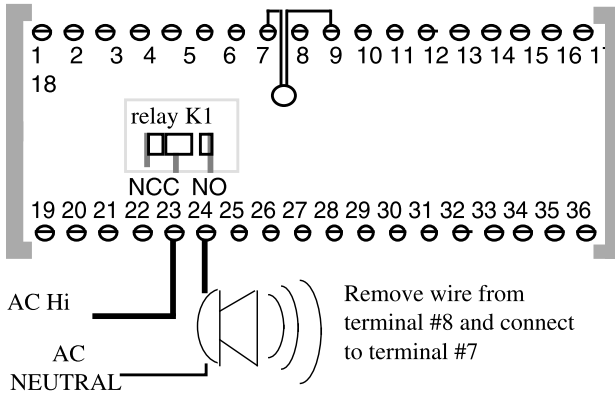 1 2 3 4 5 6 7 8 9 10 11 12 13 14 15 16 17
18
relay K1
NCC NO
19 20 21 22 23 24 25 26 27 28 29 30 31 32 33 34 35 36
AC Hi
AC
NEUTRAL
Remove wire from
terminal #8 and connect
to terminal #7